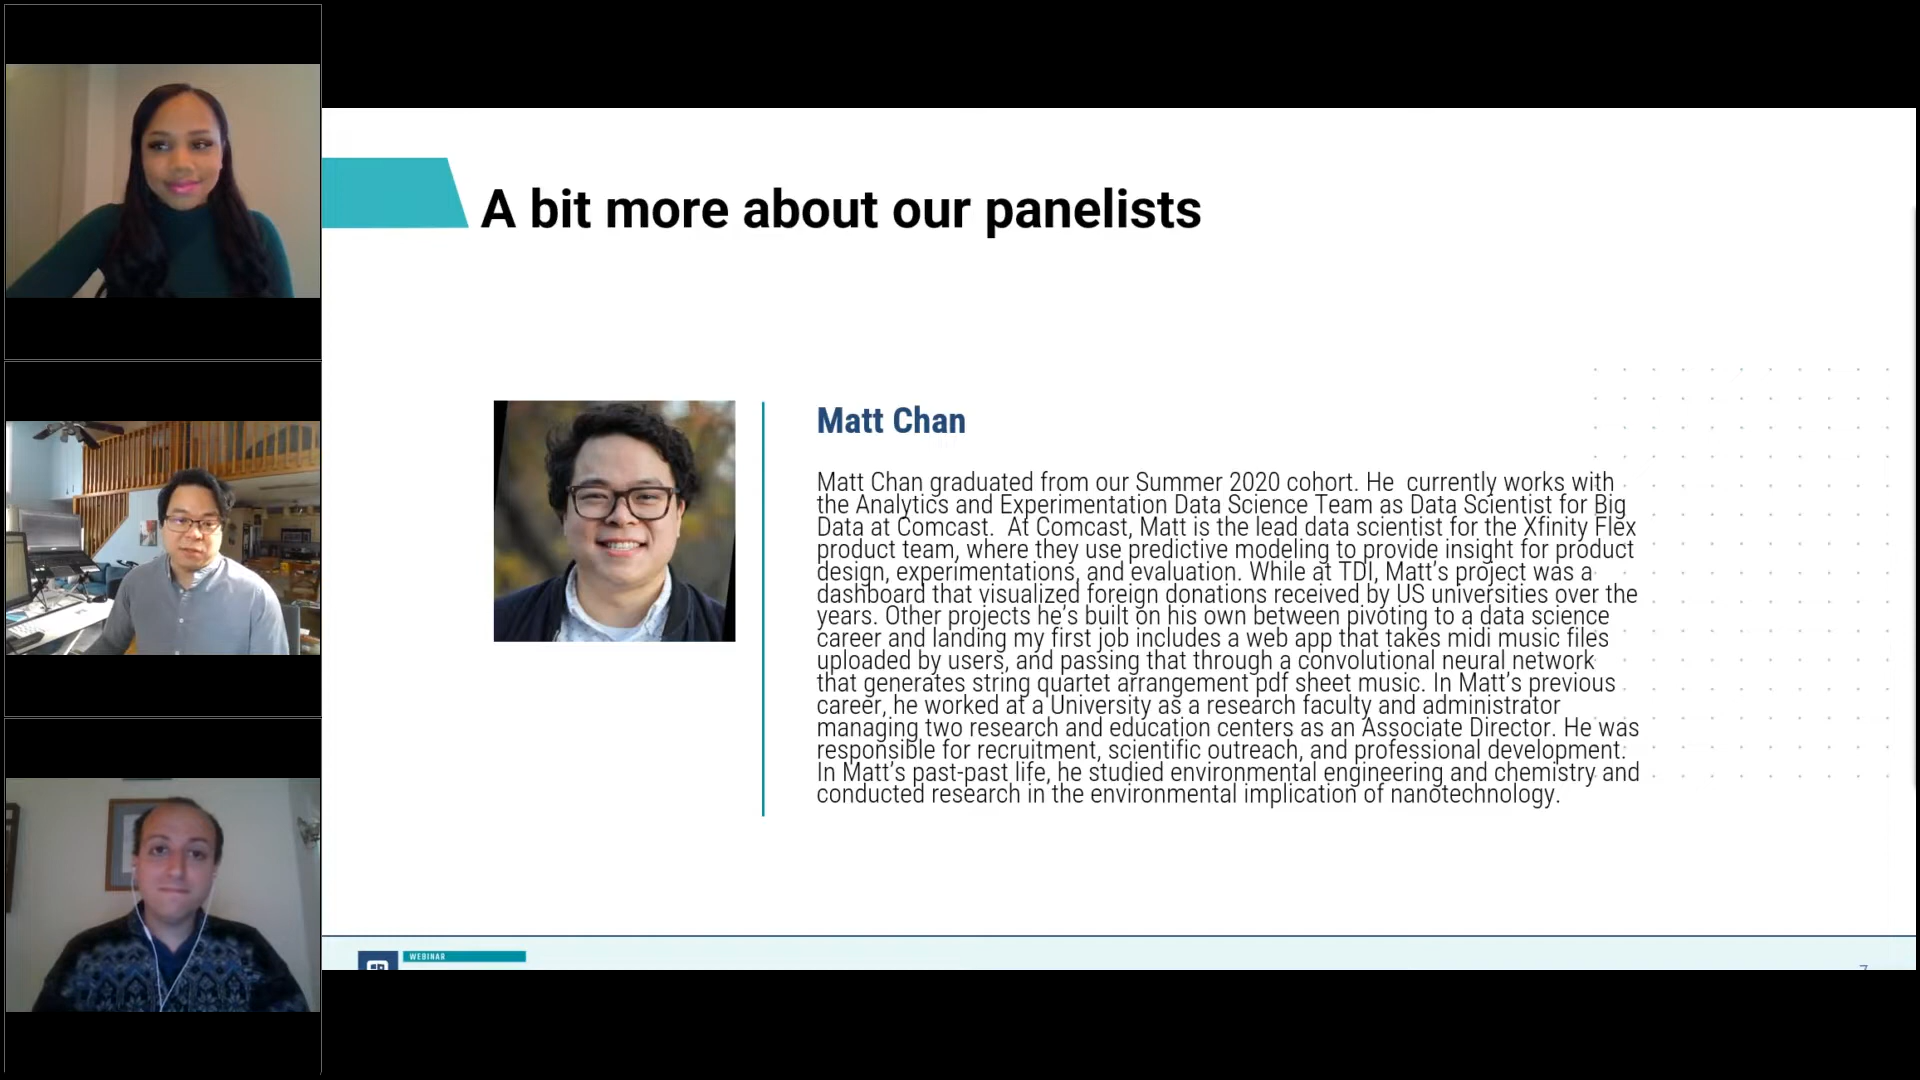 A bit more about our panelists
Matt Chan
Matt Chan graduated from our Summer 2020 cohort. He  currently works with
the Analytics and Experimentation Data Science Team as Data Scientist for Big
Data at Comcast.  At Comcast, Matt is the lead data scientist for the Xfinity Flex
product team, where they use predictive modeling to provide insight for product
design, experimentations, and evaluation. While at TDI, Matt's project was a
dashboard that visualized foreign donations received by US universities over the
years. Other projects he's built on his own between pivoting to a data science
career and landing my first job includes a web app that takes midi music files
uploaded by users, and passing that through a convolutional neural network
that generates string quartet arrangement pdf sheet music. In Matt's previous
career, he worked at a University as a research faculty and administrator
managing two research and education centers as an Associate Director. He was
responsible for recruitment, scientific outreach, and professional development.
In Matt's past-past life, he studied environmental engineering and chemistry and
conducted research in the environmental implication of nanotechnology.
WEBINAR